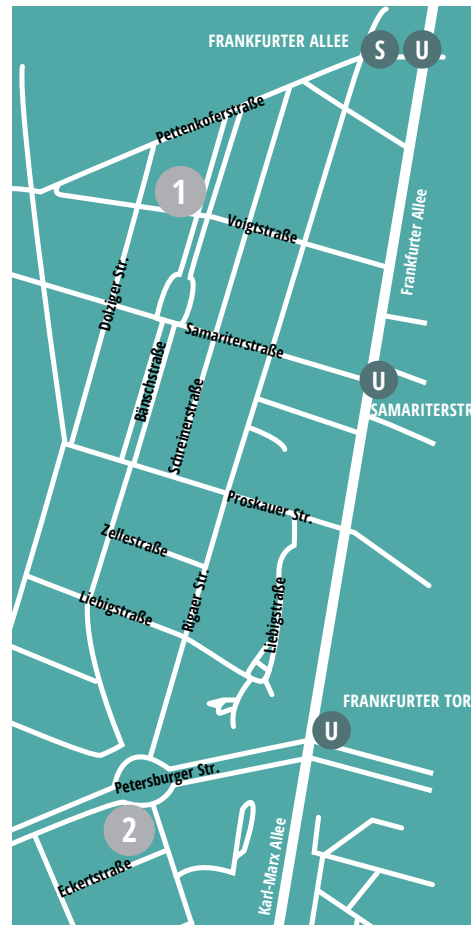 FRANKFURTER ALLEE
S
U
Pettenkoferstraße
1
Voigtstraße
Frankfurter Allee
Dolziger Str.
Samariterstraße
Bänschstraße
U
SAMARITERSTR
Schreinerstraße
Proskauer Str.
Zellestraße
Liebigstraße
Rigaer Str.
Liebigstraße
FRANKFURTER TOR
U
Petersburger Str.
2
Eckertstraße
Karl-Marx Allee